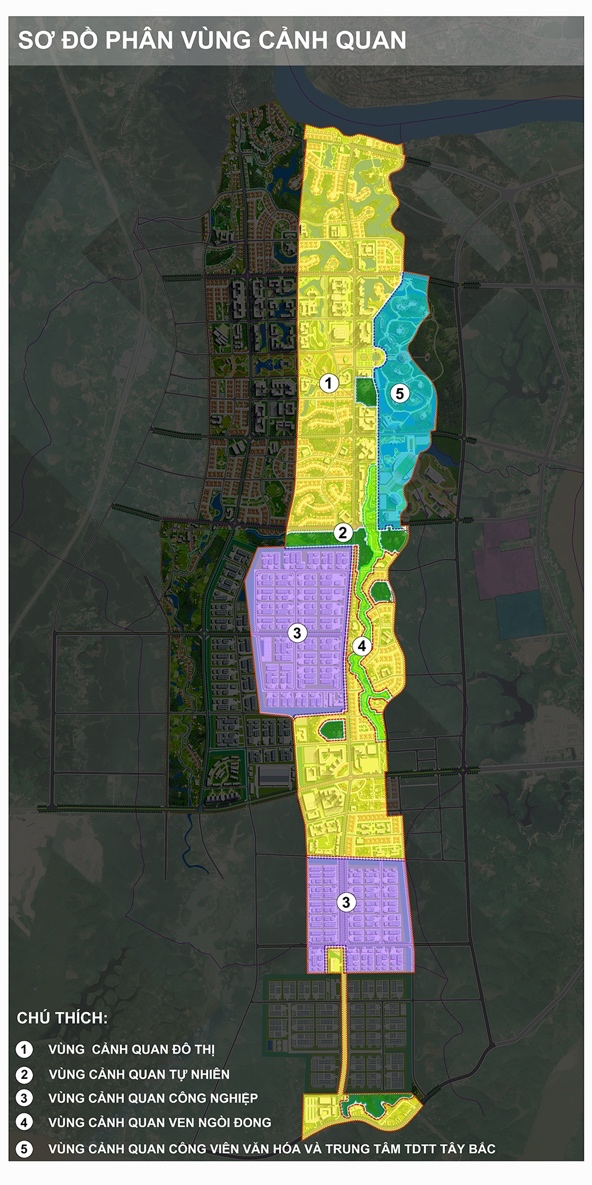 SƠ ĐỒ PHÂN VÙNG CẢNH QUAN
1
5
2
3
4
3
CHÚ THÍCH:
1 VÙNG CẢNH QUAN ĐÔ THỊ
2 VÙNG CẢNH QUAN TỰ NHIÊN
3 VÙNG CẢNH QUAN CÔNG NGHIỆP
4 VÙNG CẢNH QUAN VEN NGÒI ĐONG
5 VÙNG CẢNH QUAN CÔNG VIÊN VĂN HÓA VÀ TRUNG TÂM TDTT TÂY BẮC